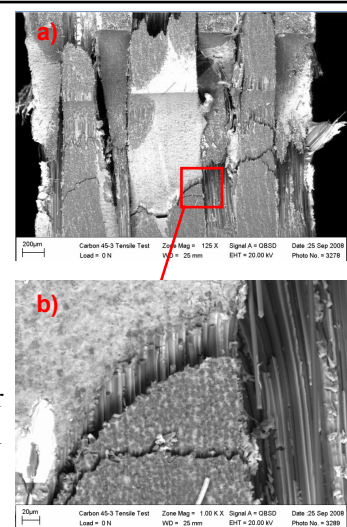 a)
200µm
Carbon 45-3 Tensile Test Zone Mag = 125 X Signal A = QBSD Date :25 Sep 2008
Load = 0 N WD = 25 mm EHT = 20.00 kV Photo No. = 3278
b)
20µm
Carbon 45-3 Tensile Test Zone Mag = 1.00 K X Signal A = QBSD Date :25 Sep 2008
Load = 0 N WD = 25 mm EHT = 20.00 kV Photo No. = 3289